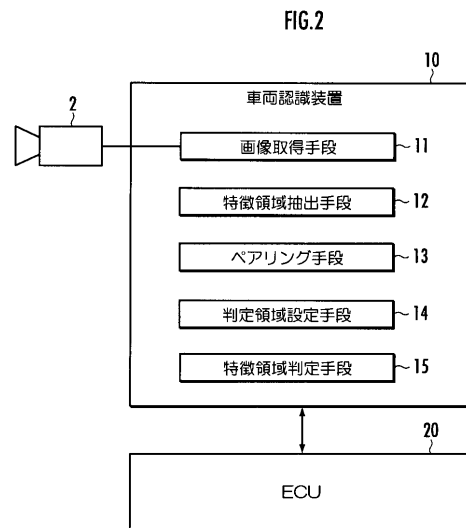 FIG.2
10
2
車両認識装置
画像取得手段 11
特徴領域抽出手段 12
ペアリング手段 13
判定領域設定手段 14
特徴領域判定手段 15
20
ECU